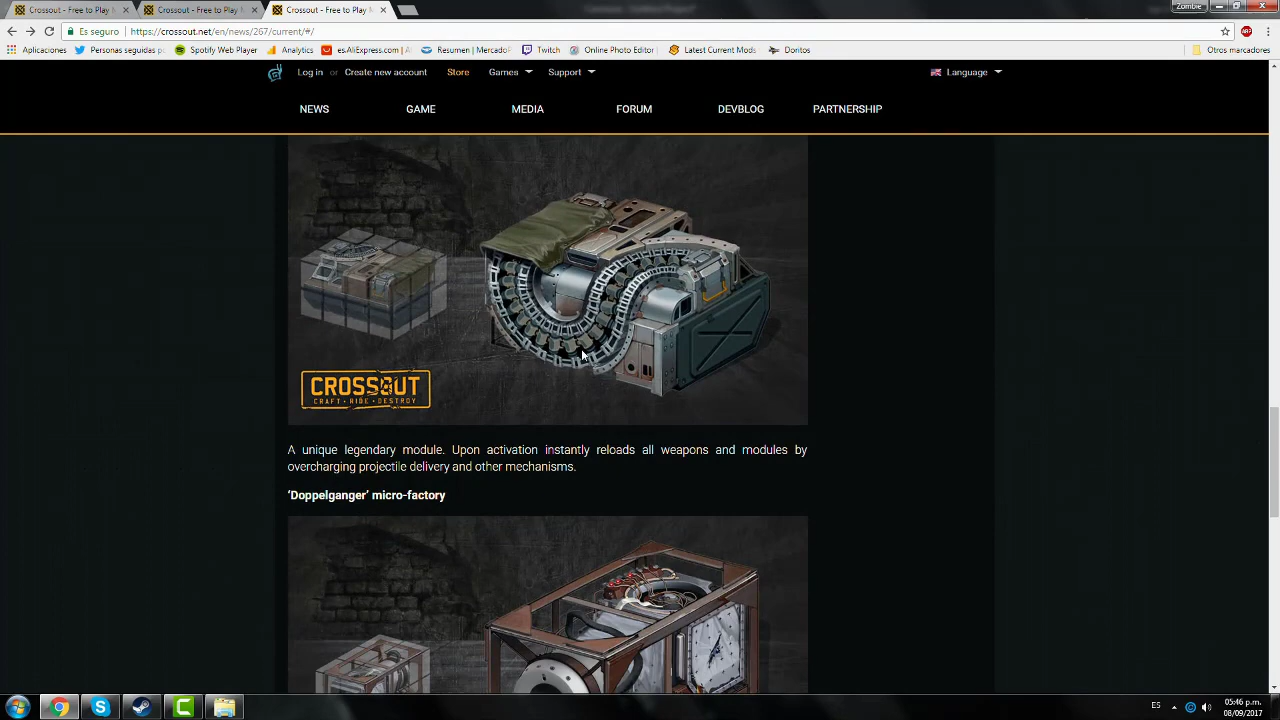 Crossout - Free to Play
Crossout - Free to Play M
Crossout - Free to Play M
Zombie
Es seguro
https://crossout.net/en/news/267/current/#/
Aplicaciones
Personas seguidas po
Spotify Web Player
Analytics
es.AliExpress.com
Resumen | MercadoP
Twitch
Online Photo Editor
Latest Current Mods
Doritos
Otros marcadores
Log in or Create new account
Store
Games
Support
Language
NEWS
GAME
MEDIA
FORUM
DEVBLOG
PARTNERSHIP
CROSSOUT
CRAFT • RIDE • DESTROY
A unique legendary module. Upon activation instantly reloads all weapons and modules by
overcharging projectile delivery and other mechanisms.
‘Doppelganger’ micro-factory
ES
05:46 p.m.
08/09/2017